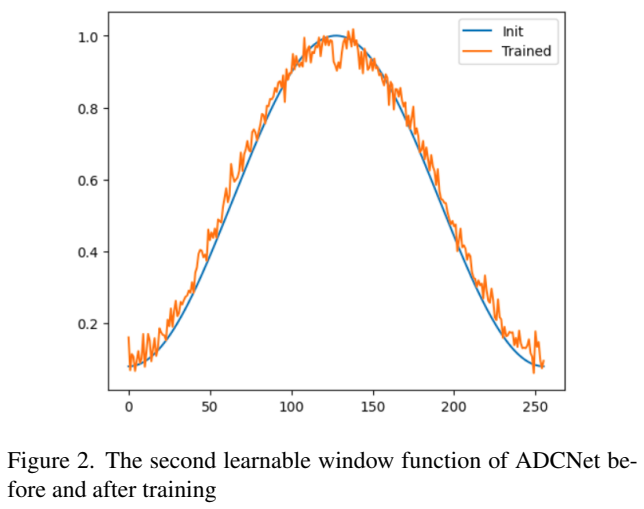 1.0
0.8
0.6
0.4
0.2
Init
Trained
0 50 100 150 200 250
Figure 2. The second learnable window function of ADCNet be-
fore and after training